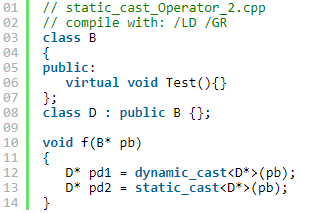 01 // static_cast_Operator_2.cpp
02 // compile with: /LD /GR
03 class B
04 {
05 public:
06    virtual void Test(){}
07 };
08 class D : public B {};
09
10 void f(B* pb)
11 {
12    D* pd1 = dynamic_cast<D*>(pb);
13    D* pd2 = static_cast<D*>(pb);
14 }